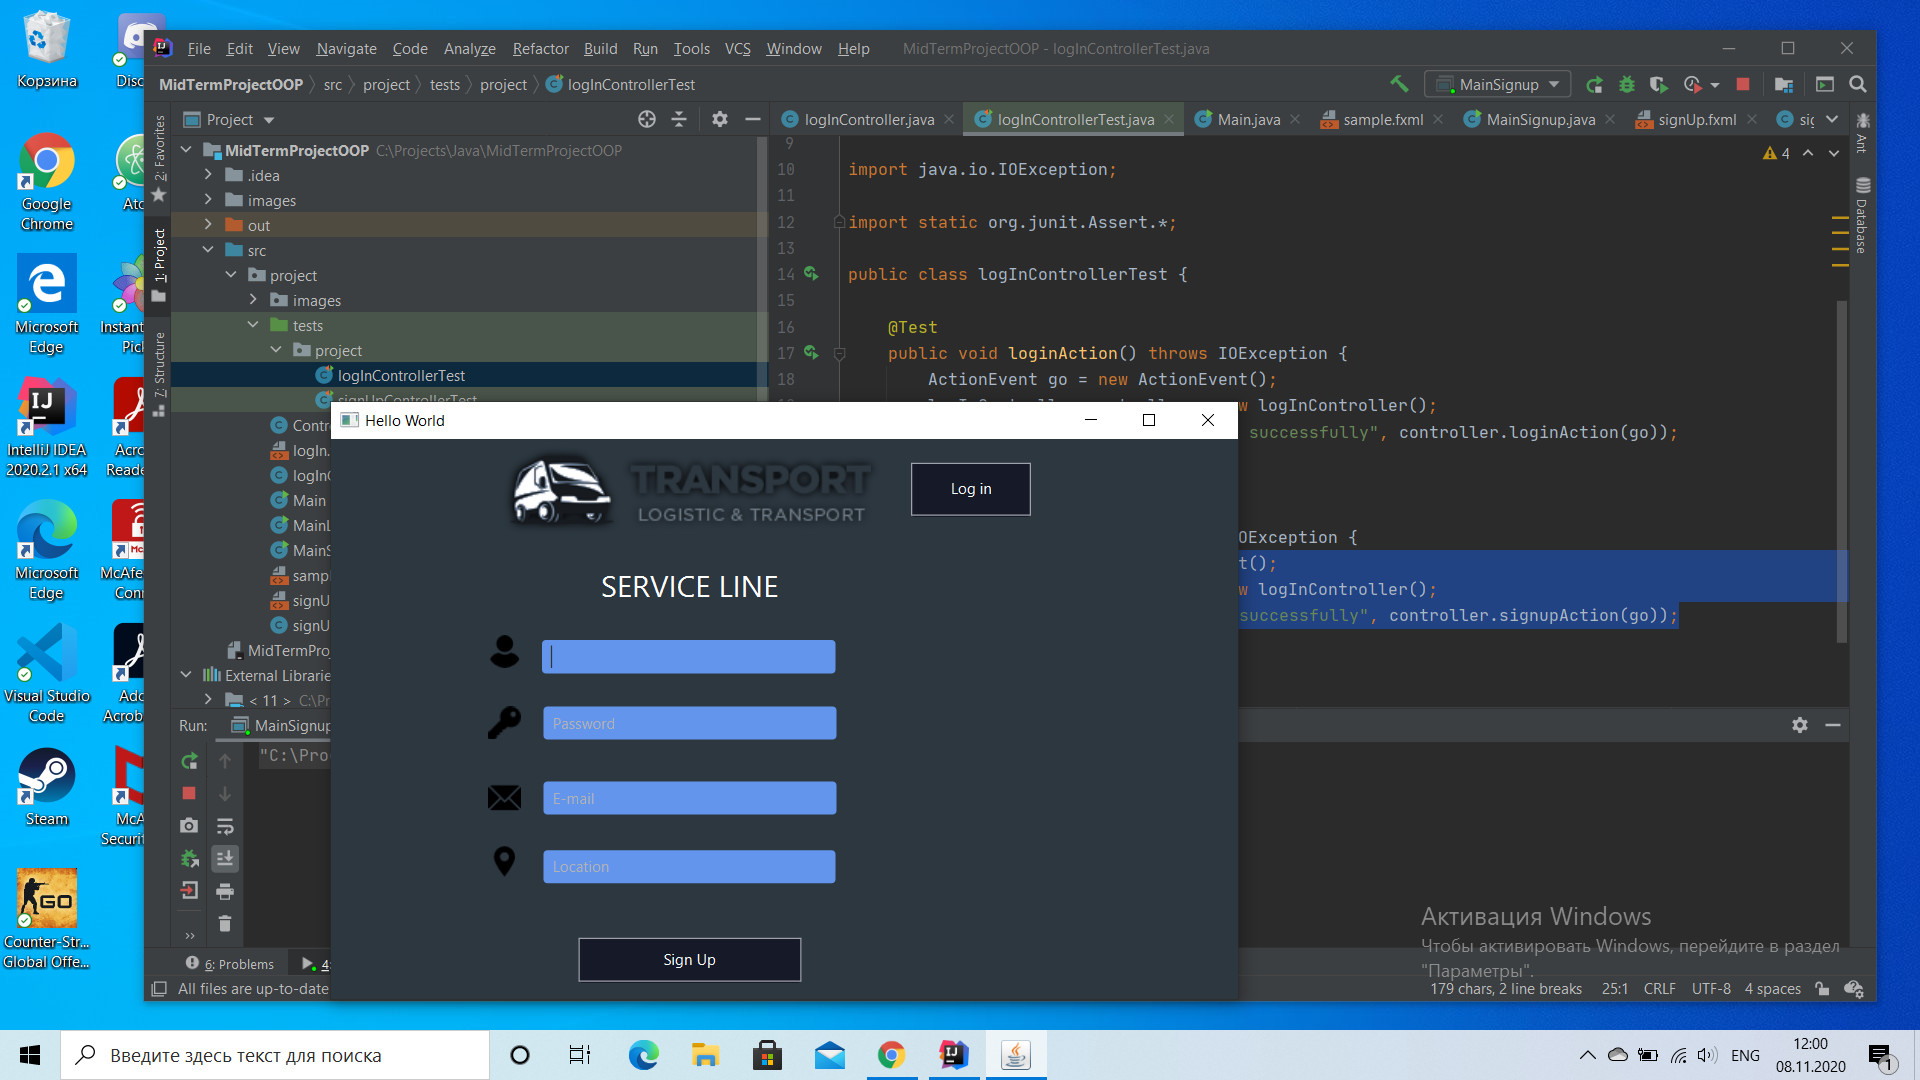 Корзина
Disc
Google
Chrome
Ato
Microsoft
Edge
Instant
Pick
IntelliJ IDEA
2020.2.1 x64
Acro
Reade
Microsoft
Edge
McAfe
Conn
Visual Studio
Code
Ado
Acrob
Steam
McA
Securi
Counter-Str...
Global Offe...
File Edit View Navigate Code Analyze Refactor Build Run Tools VCS Window Help MidTermProjectOOP - logInControllerTest.java
MidTermProjectOOP src project tests project logInControllerTest
MainSignup
2: Favorites
1: Project
7: Structure
Project
MidTermProjectOOP C:\Projects\Java\MidTermProjectOOP
.idea
images
out
src
project
images
tests
project
logInControllerTest
signUpControllerTest
Contr
logIn.
logInC
Main
MainL
MainS
samp
signU
signU
MidTermPro
External Librarie
< 11 > C:\Pr
logInController.java logInControllerTest.java Main.java sample.fxml MainSignup.java signUp.fxml sig
4
Ant
Database
9
10 import java.io.IOException;
11
12 import static org.junit.Assert.*;
13
14 public class logInControllerTest {
15
16 @Test
17 public void loginAction() throws IOException {
18 ActionEvent go = new ActionEvent();
w logInController();
successfully", controller.loginAction(go));
OException {
t();
w logInController();
successfully", controller.signupAction(go));
Hello World
TRANSPORT
LOGISTIC & TRANSPORT
Log in
SERVICE LINE
Password
E-mail
Location
Sign Up
Run: MainSignup
"C:\Pro
6: Problems
4:
All files are up-to-date
179 chars, 2 line breaks 25:1 CRLF UTF-8 4 spaces
Активация Windows
Чтобы активировать Windows, перейдите в раздел
"Параметры".
Введите здесь текст для поиска
ENG
12:00
08.11.2020
1